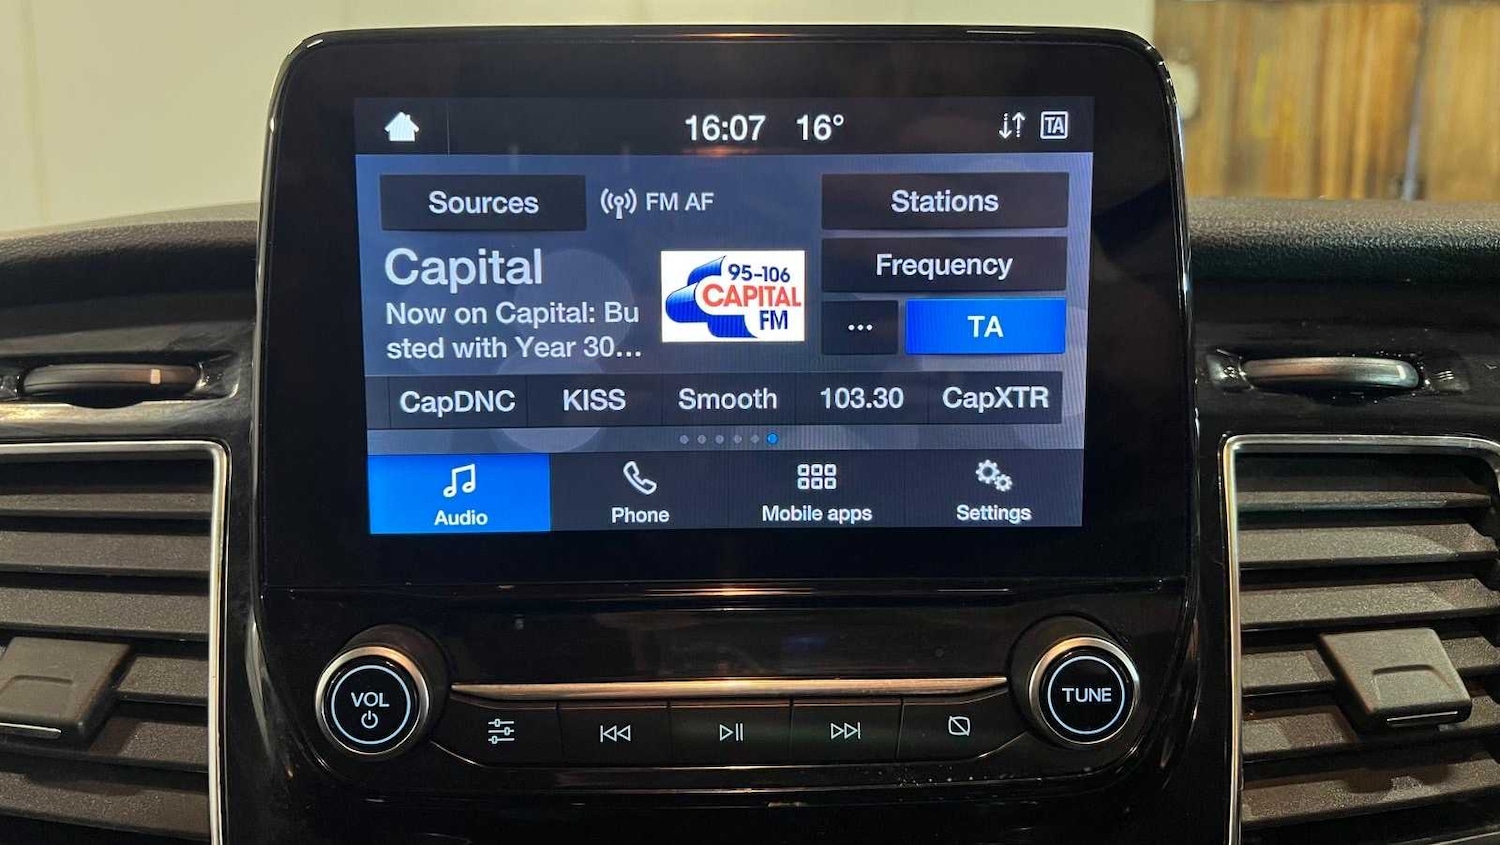 16:07 16° TA
Sources FM AF Stations
Capital
95-106
CAPITAL
FM
Frequency
Now on Capital: Bu
sted with Year 30...
... TA
CapDNC KISS Smooth 103.30 CapXTR
Audio Phone Mobile apps Settings
VOL
TUNE